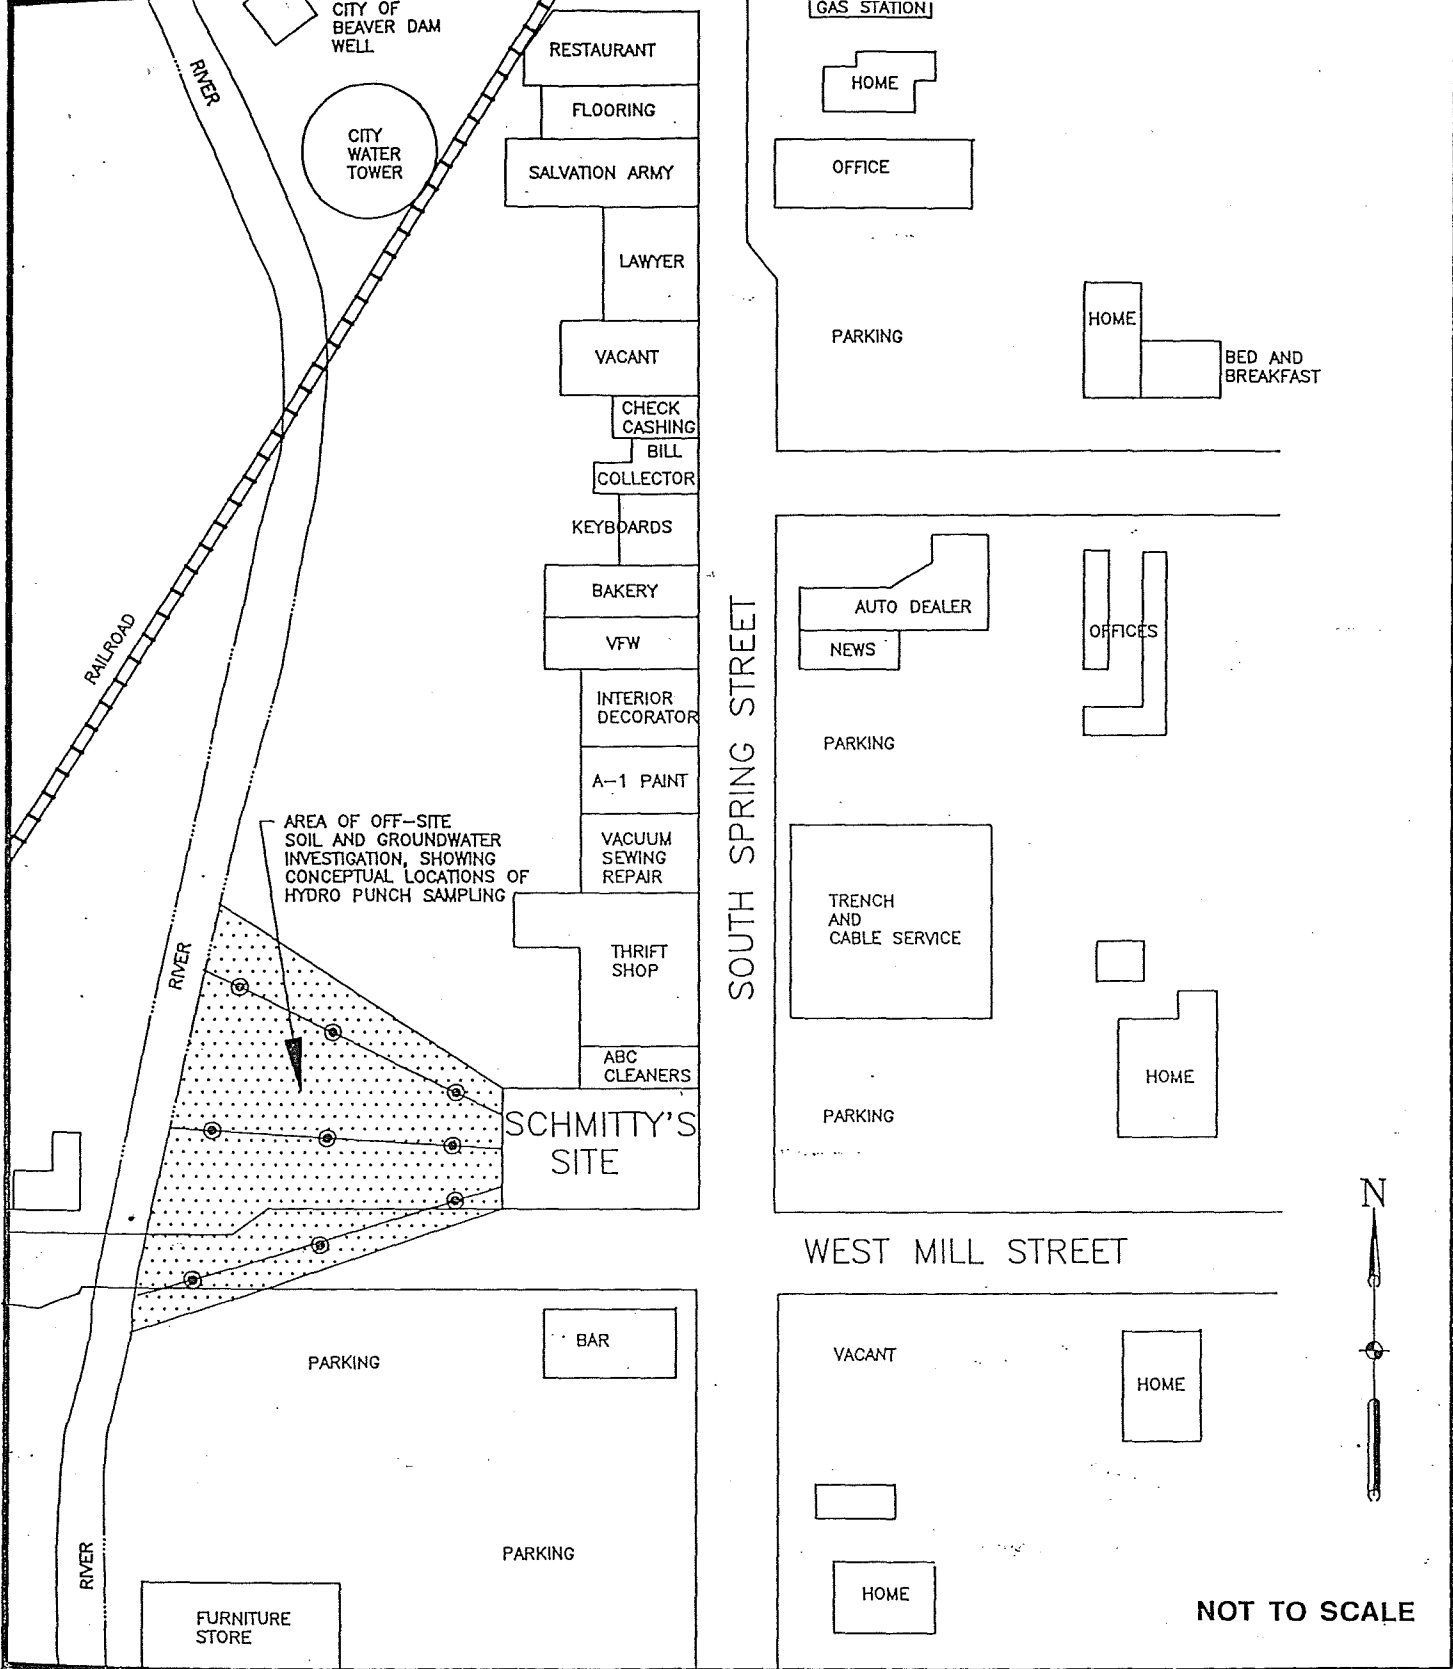 CITY OF
BEAVER DAM
WELL
GAS STATION
RIVER
RESTAURANT
HOME
FLOORING
CITY
WATER
TOWER
SALVATION ARMY
OFFICE
LAWYER
HOME
PARKING
VACANT
BED AND
BREAKFAST
CHECK
CASHING
BILL
COLLECTOR
KEYBOARDS
BAKERY
AUTO DEALER
OFFICES
VFW
NEWS
RAILROAD
INTERIOR
DECORATOR
SOUTH SPRING STREET
PARKING
A-1 PAINT
AREA OF OFF-SITE
SOIL AND GROUNDWATER
INVESTIGATION, SHOWING
CONCEPTUAL LOCATIONS OF
HYDRO PUNCH SAMPLING
VACUUM
SEWING
REPAIR
TRENCH
AND
CABLE SERVICE
RIVER
THRIFT
SHOP
ABC
CLEANERS
HOME
SCHMITTY'S
SITE
PARKING
N
WEST MILL STREET
BAR
PARKING
VACANT
HOME
PARKING
RIVER
HOME
FURNITURE
STORE
NOT TO SCALE